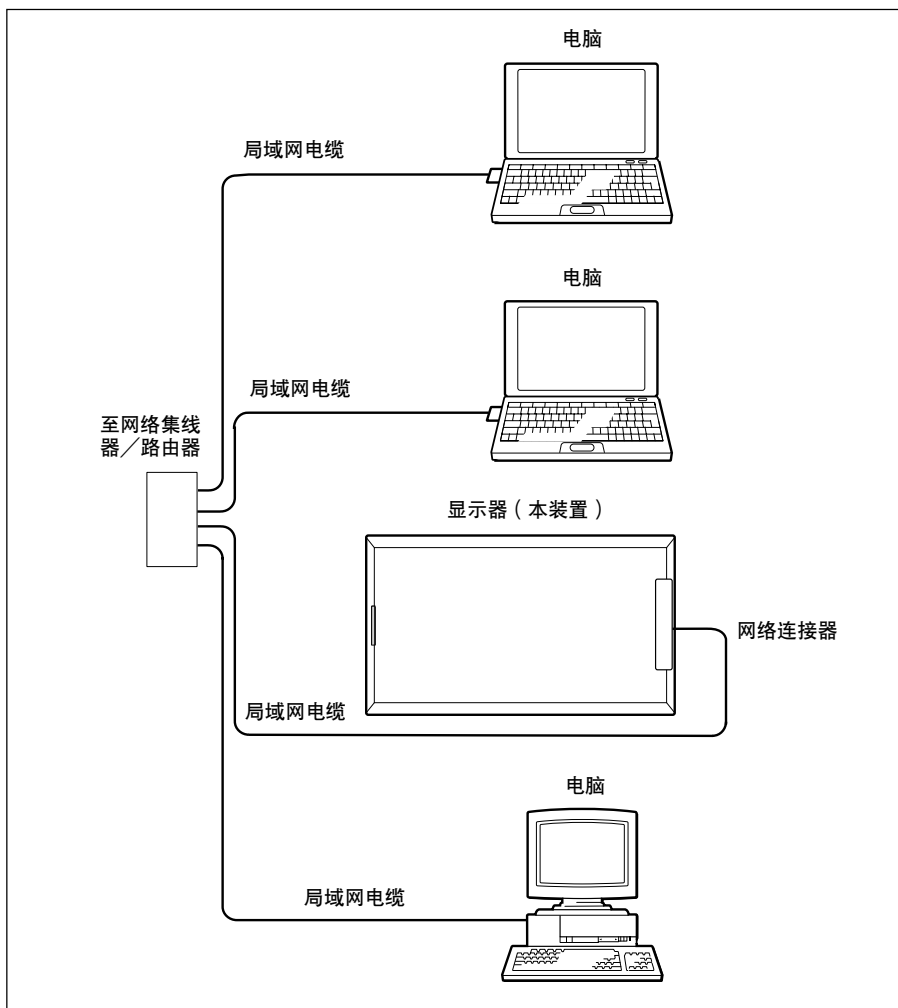 电脑
局域网电缆
电脑
局域网电缆
至网络集线
器／路由器
显示器（本装置）
网络连接器
局域网电缆
电脑
局域网电缆